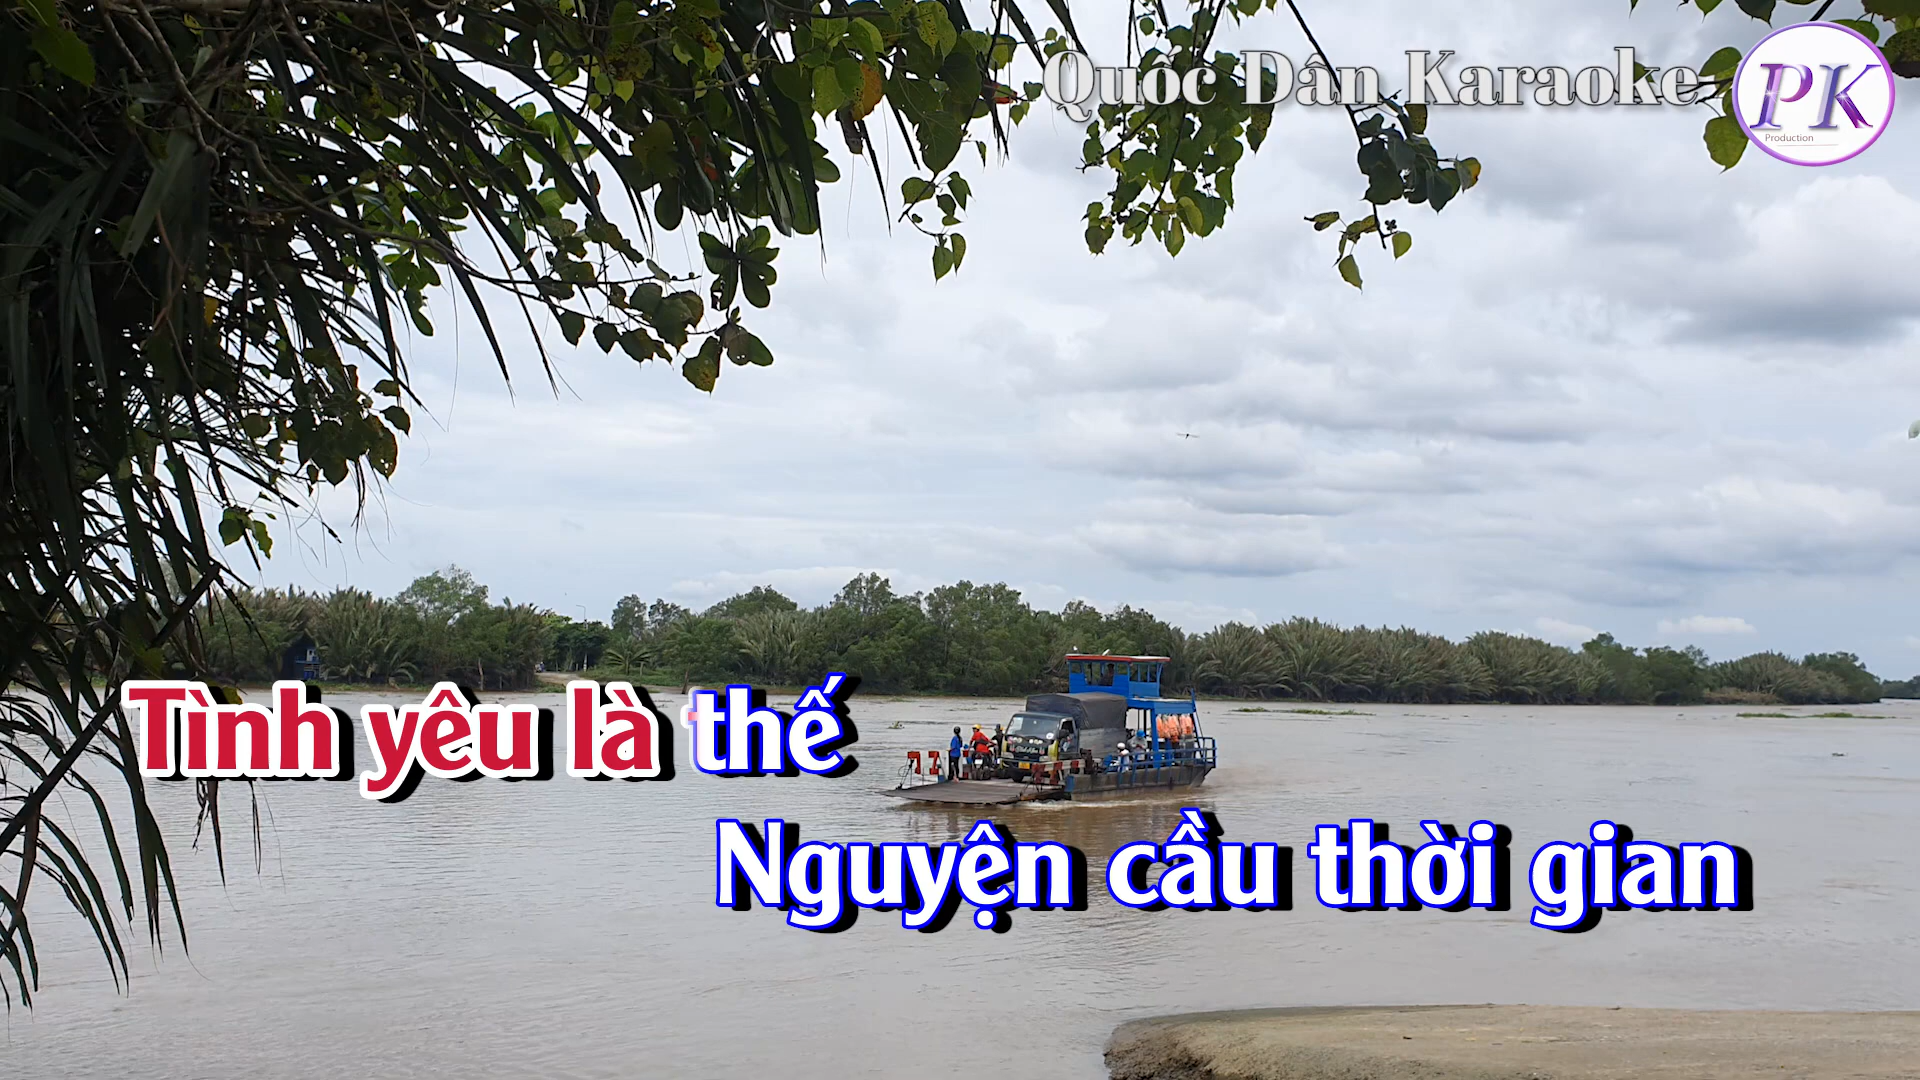 Quốc Dân Karaoke
PK
Production
Tình yêu là thế
Nguyện cầu thời gian